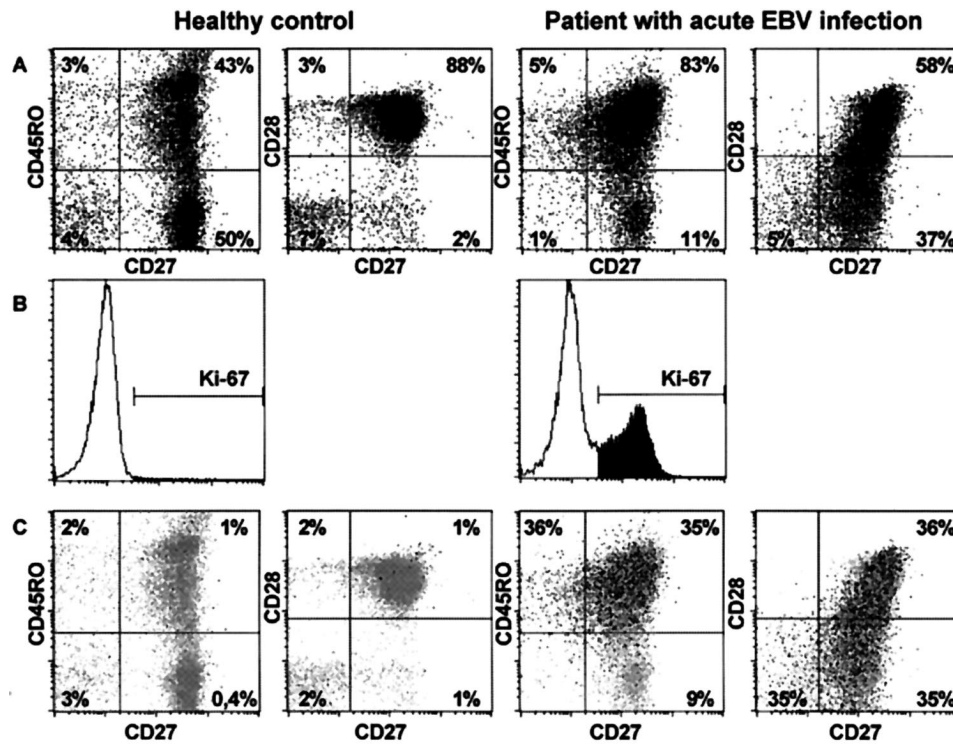 Healthy control
Patient with acute EBV infection
A
3% 43%
4% 50%
CD45RO
CD27
3% 88%
7% 2%
CD28
CD27
5% 83%
1% 11%
CD45RO
CD27
58%
5% 37%
CD28
CD27
B
Ki-67
Ki-67
C
2% 1%
3% 0,4%
CD45RO
CD27
2% 1%
2% 1%
CD28
CD27
36% 35%
9%
CD45RO
CD27
36%
35% 35%
CD28
CD27